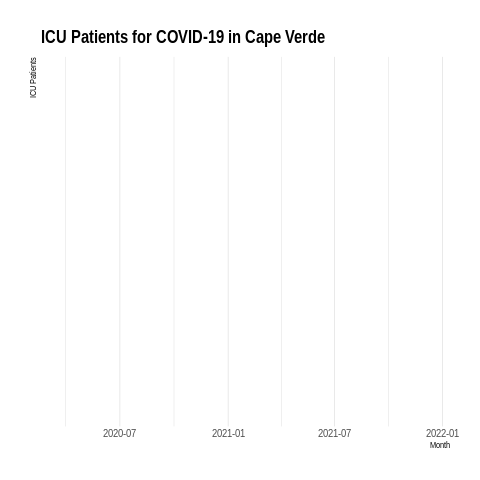 ICU Patients for COVID-19 in Cape Verde
ICU Patients
2020-07 2021-01 2021-07 2022-01
Month